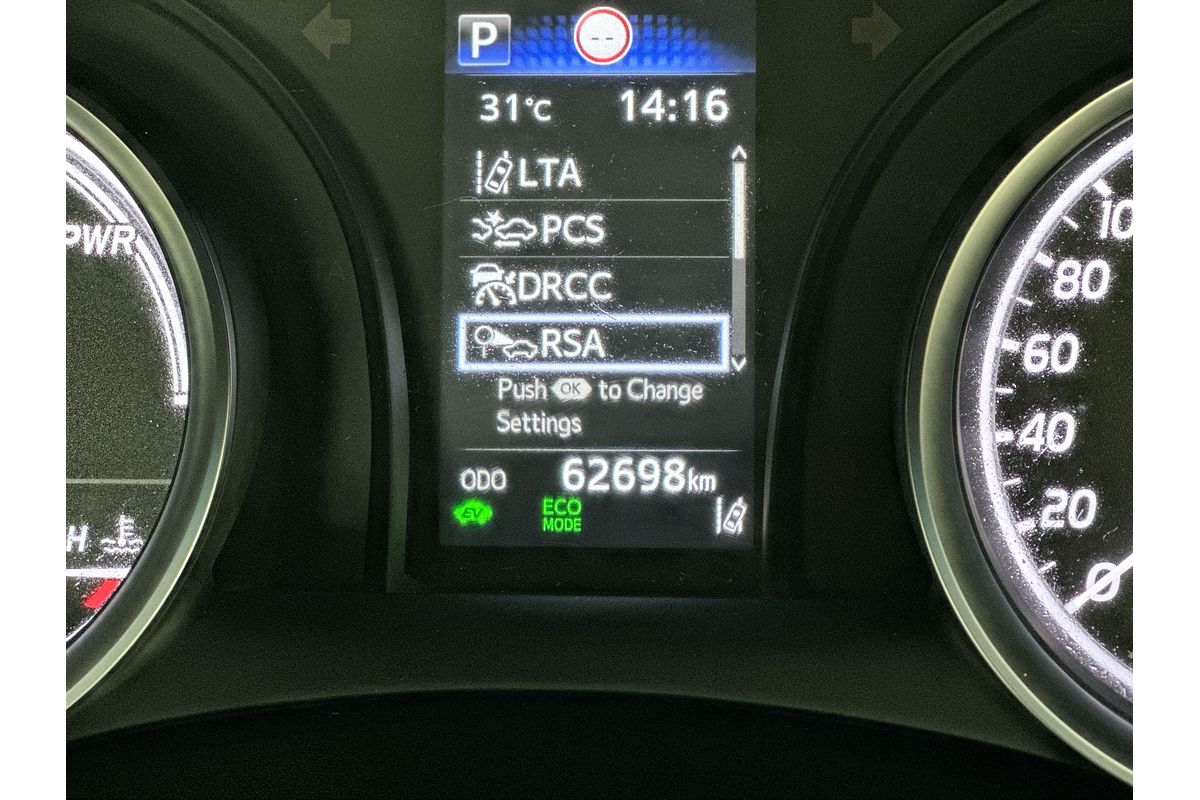 P
--
31°C 14:16
LTA
PCS
DRCC
RSA
Push OK to Change
Settings
ODO 62698km
EV ECO
MODE
PWR
H
10
80
60
40
20
0